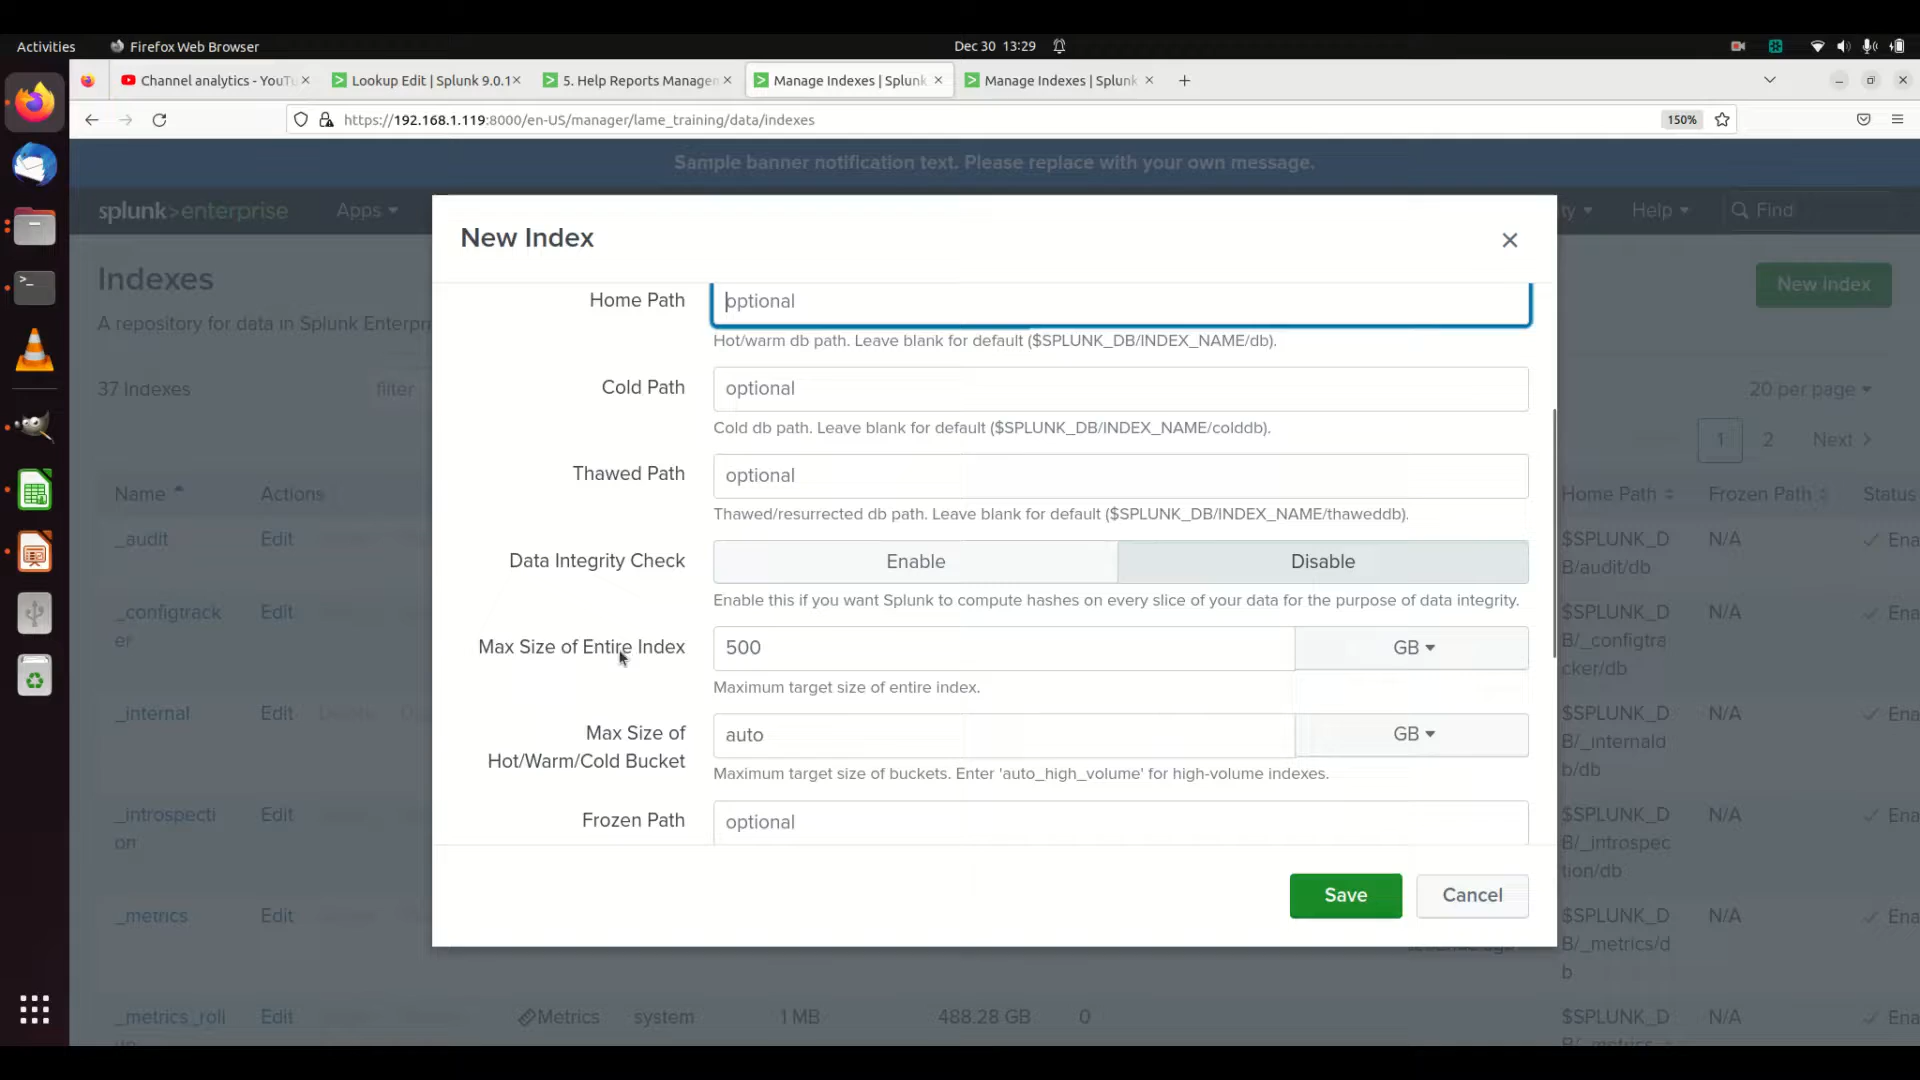 Activities
Firefox Web Browser
Dec 30 13:29
Channel analytics - YouTu
Lookup Edit | Splunk 9.0.1
5. Help Reports Managem
Manage Indexes | Splunk
Manage Indexes | Splunk
https://192.168.1.119:8000/en-US/manager/lame_training/data/indexes
150%
Sample banner notification text. Please replace with your own message.
splunk>enterprise
Apps
ty
Help
Find
Indexes
New Index
A repository for data in Splunk Enterpr
37 Indexes
filter
20 per page
1
2
Next
Name
Actions
Home Path
Frozen Path
Status
_audit
Edit
$SPLUNK_D
B/audit/db
N/A
Ena
_configtrack
er
Edit
$SPLUNK_D
B/_configtra
cker/db
N/A
Ena
_internal
Edit
Delete
$SPLUNK_D
B/_internald
b/db
N/A
Ena
_introspecti
on
Edit
$SPLUNK_D
B/_introspec
tion/db
N/A
Ena
_metrics
Edit
$SPLUNK_D
B/_metrics/d
b
N/A
Ena
_metrics_roll
Edit
Metrics
system
1 MB
488.28 GB
0
$SPLUNK_D
N/A
Ena
New Index
Home Path
optional
Hot/warm db path. Leave blank for default ($SPLUNK_DB/INDEX_NAME/db).
Cold Path
optional
Cold db path. Leave blank for default ($SPLUNK_DB/INDEX_NAME/colddb).
Thawed Path
optional
Thawed/resurrected db path. Leave blank for default ($SPLUNK_DB/INDEX_NAME/thaweddb).
Data Integrity Check
Enable
Disable
Enable this if you want Splunk to compute hashes on every slice of your data for the purpose of data integrity.
Max Size of Entire Index
500
GB
Maximum target size of entire index.
Max Size of
Hot/Warm/Cold Bucket
auto
GB
Maximum target size of buckets. Enter 'auto_high_volume' for high-volume indexes.
Frozen Path
optional
Save
Cancel